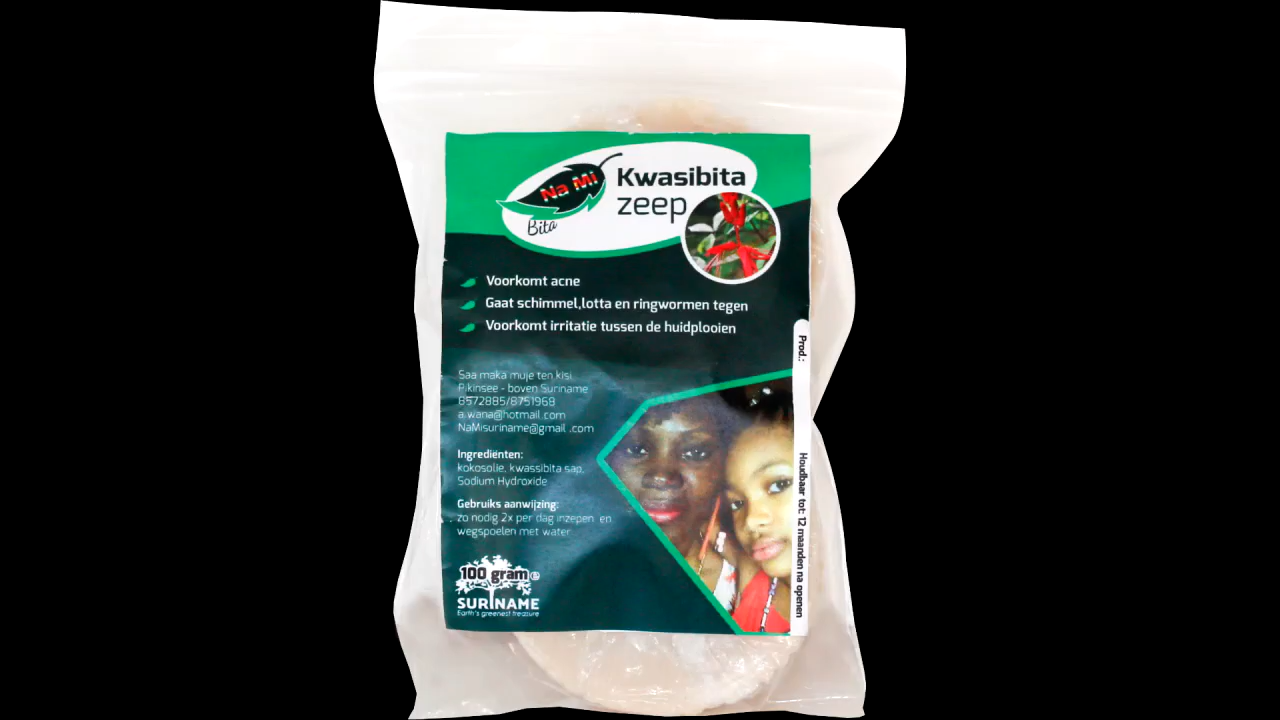 Na Mi
Bita
Kwasibita
zeep
Voorkomt acne
Gaat schimmel,lotta en ringwormen tegen
Voorkomt irritatie tussen de huidplooien
Saa maka muje ten kisi
Pikinsee - boven Suriname
8572885/8751968
a.wana@hotmail.com
NaMisuriname@gmail .com
Ingrediënten:
kokosolie, kwassibita sap,
Sodium Hydroxide
Gebruiks aanwijzing:
zo nodig 2x per dag inzepen en
wegspoelen met water
100 gram e
SURINAME
Earth's greenest treasure
Prod.:
Houdbaar tot: 12 maanden na openen